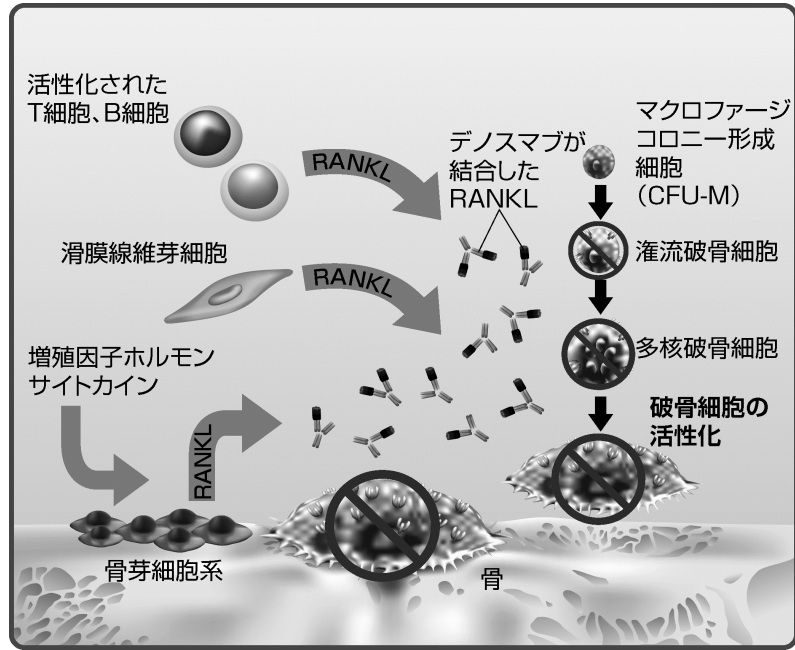 活性化された
T細胞、B細胞
RANKL
滑膜線維芽細胞
RANKL
増殖因子ホルモン
サイトカイン
RANKL
骨芽細胞系
デノスマブが
結合した
RANKL
マクロファージ
コロニー形成
細胞
（CFU-M）
潅流破骨細胞
多核破骨細胞
破骨細胞の
活性化
骨